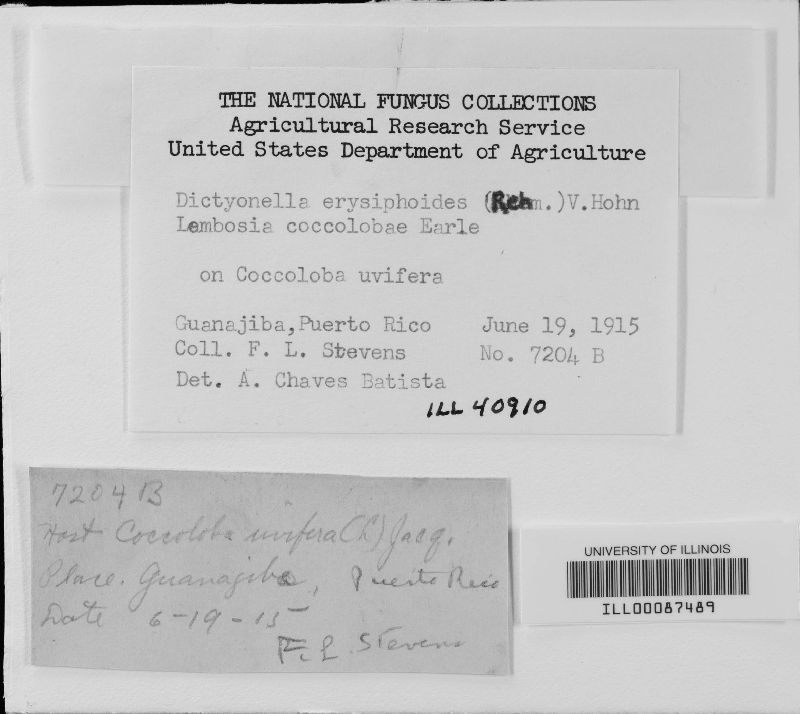 THE NATIONAL FUNGUS COLLECTIONS
Agricultural Research Service
United States Department of Agriculture
Dictyonella erysiphoides (Rehm.)V.Hohn
Lembosia coccolobae Earle
on Coccoloba uvifera
Guanajiba,Puerto Rico June 19, 1915
Coll. F. L. Stevens No. 7204 B
Det. A. Chaves Batista
ILL 40910
7204 B
Host Coccoloba uvifera (L) Jacq.
Place. Guanajiba, Puerto Rico
Date 6-19-15
F. L. Stevens
UNIVERSITY OF ILLINOIS
ILL00087489